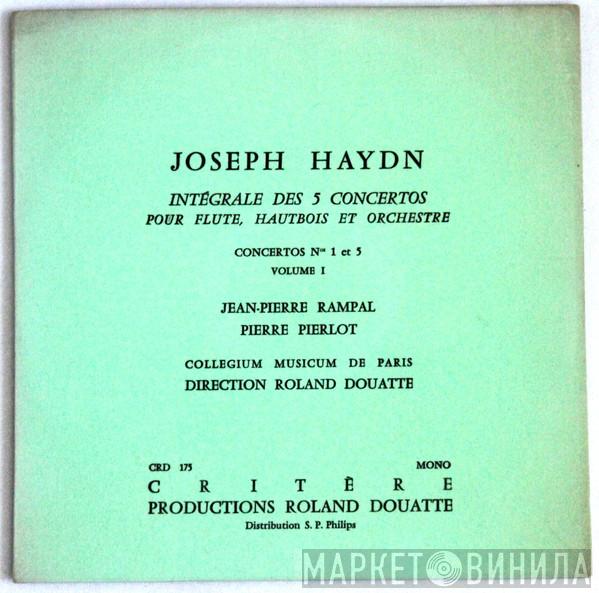 JOSEPH HAYDN
INTÉGRALE DES 5 CONCERTOS
POUR FLUTE, HAUTBOIS ET ORCHESTRE
CONCERTOS Nos 1 et 5
VOLUME I
JEAN-PIERRE RAMPAL
PIERRE PIERLOT
COLLEGIUM MUSICUM DE PARIS
DIRECTION ROLAND DOUATTE
CRD 175 MONO
C R I T È R E
PRODUCTIONS ROLAND DOUATTE
Distribution S. P. Philips
МАРКЕТ ВИНИЛА